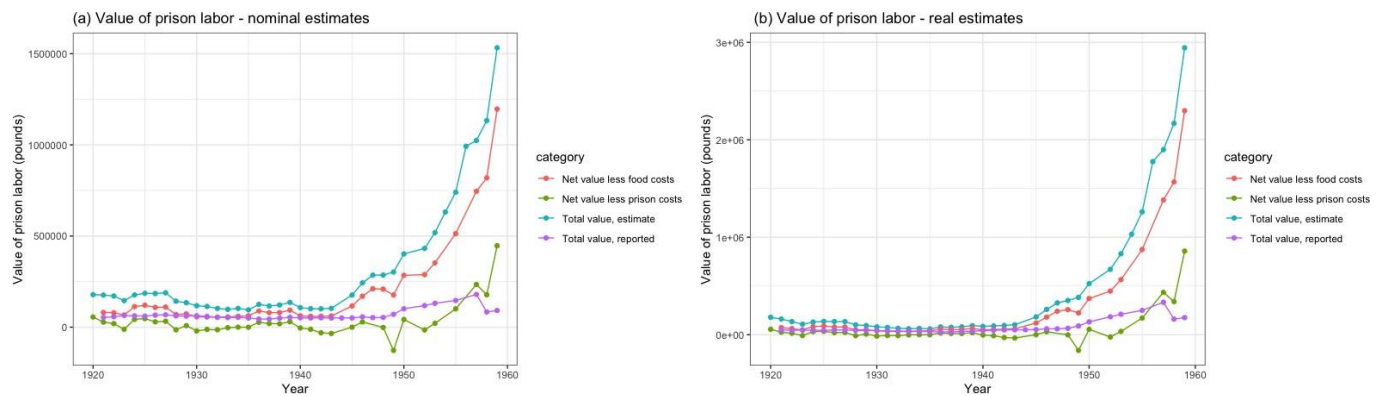 (a) Value of prison labor - nominal estimates
Value of prison labor (pounds)
1500000
1000000
500000
0
1920
1930
1940
1950
1960
Year
category
Net value less food costs
Net value less prison costs
Total value, estimate
Total value, reported
(b) Value of prison labor - real estimates
Value of prison labor (pounds)
3e+06
2e+06
1e+06
0e+00
1920
1930
1940
1950
1960
Year
category
Net value less food costs
Net value less prison costs
Total value, estimate
Total value, reported